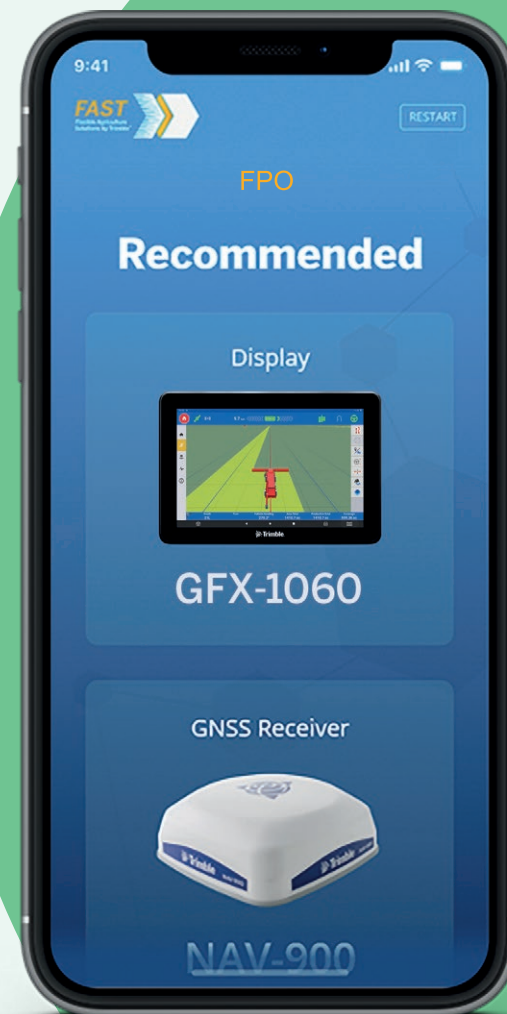 9:41
FAST
Flexible Agriculture
Solutions by Trimble
RESTART
FPO
Recommended
Display
Trimble
GFX-1060
GNSS Receiver
Trimble
Trimble
NAV-900